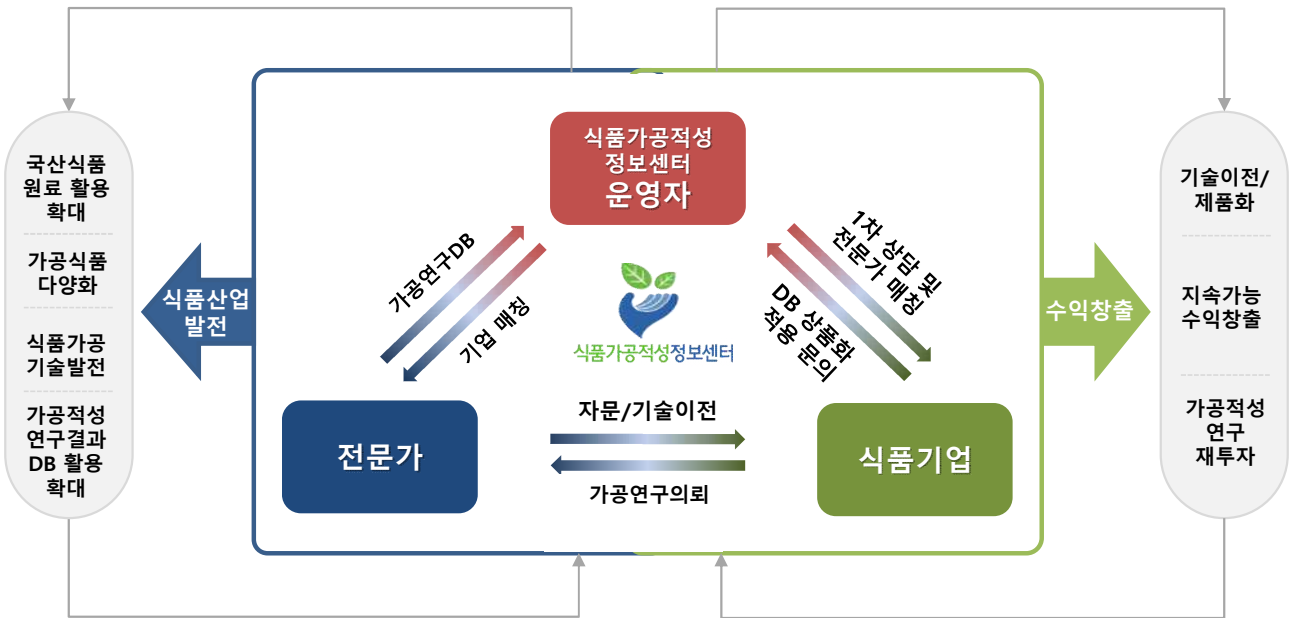 국산식품
원료 활용
확대
가공식품
다양화
식품가공
기술발전
가공적성
연구결과
DB 활용
확대
식품산업
발전
식품가공적성
정보센터
운영자
가공연구DB
기업 매칭
식품가공적성정보센터
1차 상담 및
전문가 매칭
DB 상품화
적용 문의
전문가
자문/기술이전
가공연구의뢰
식품기업
수익창출
기술이전/
제품화
지속가능
수익창출
가공적성
연구
재투자